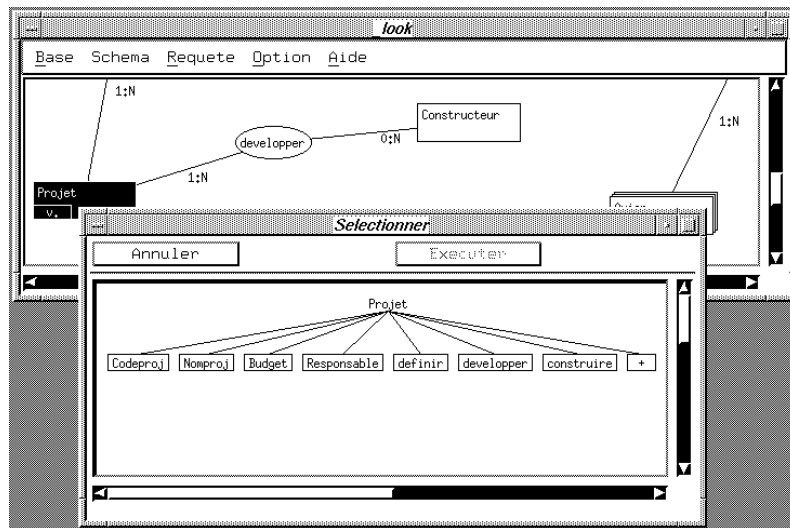 look
Base Schema Requete Option Aide
1:N
Constructeur
1:N
developper
0:N
1:N
Projet
v.
Selectionner
Annuler Executer
Projet
Codeproj Nomproj Budget Responsable definir developper construire +